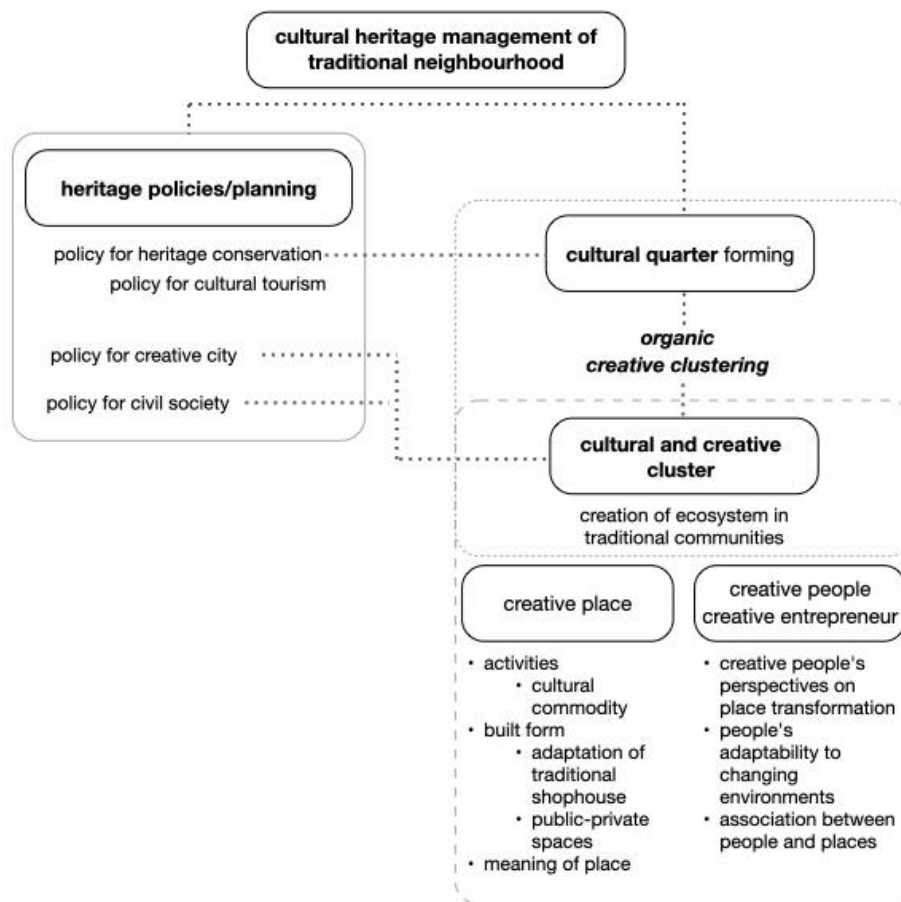 cultural heritage management of
traditional neighbourhood
heritage policies/planning
policy for heritage conservation
policy for cultural tourism
policy for creative city
policy for civil society
cultural quarter forming
organic
creative clustering
cultural and creative
cluster
creation of ecosystem in
traditional communities
creative place
• activities
• cultural
commodity
• built form
• adaptation of
traditional
shophouse
• public-private
spaces
• meaning of place
creative people
creative entrepreneur
• creative people's
perspectives on
place transformation
• people's
adaptability to
changing
environments
• association between
people and places